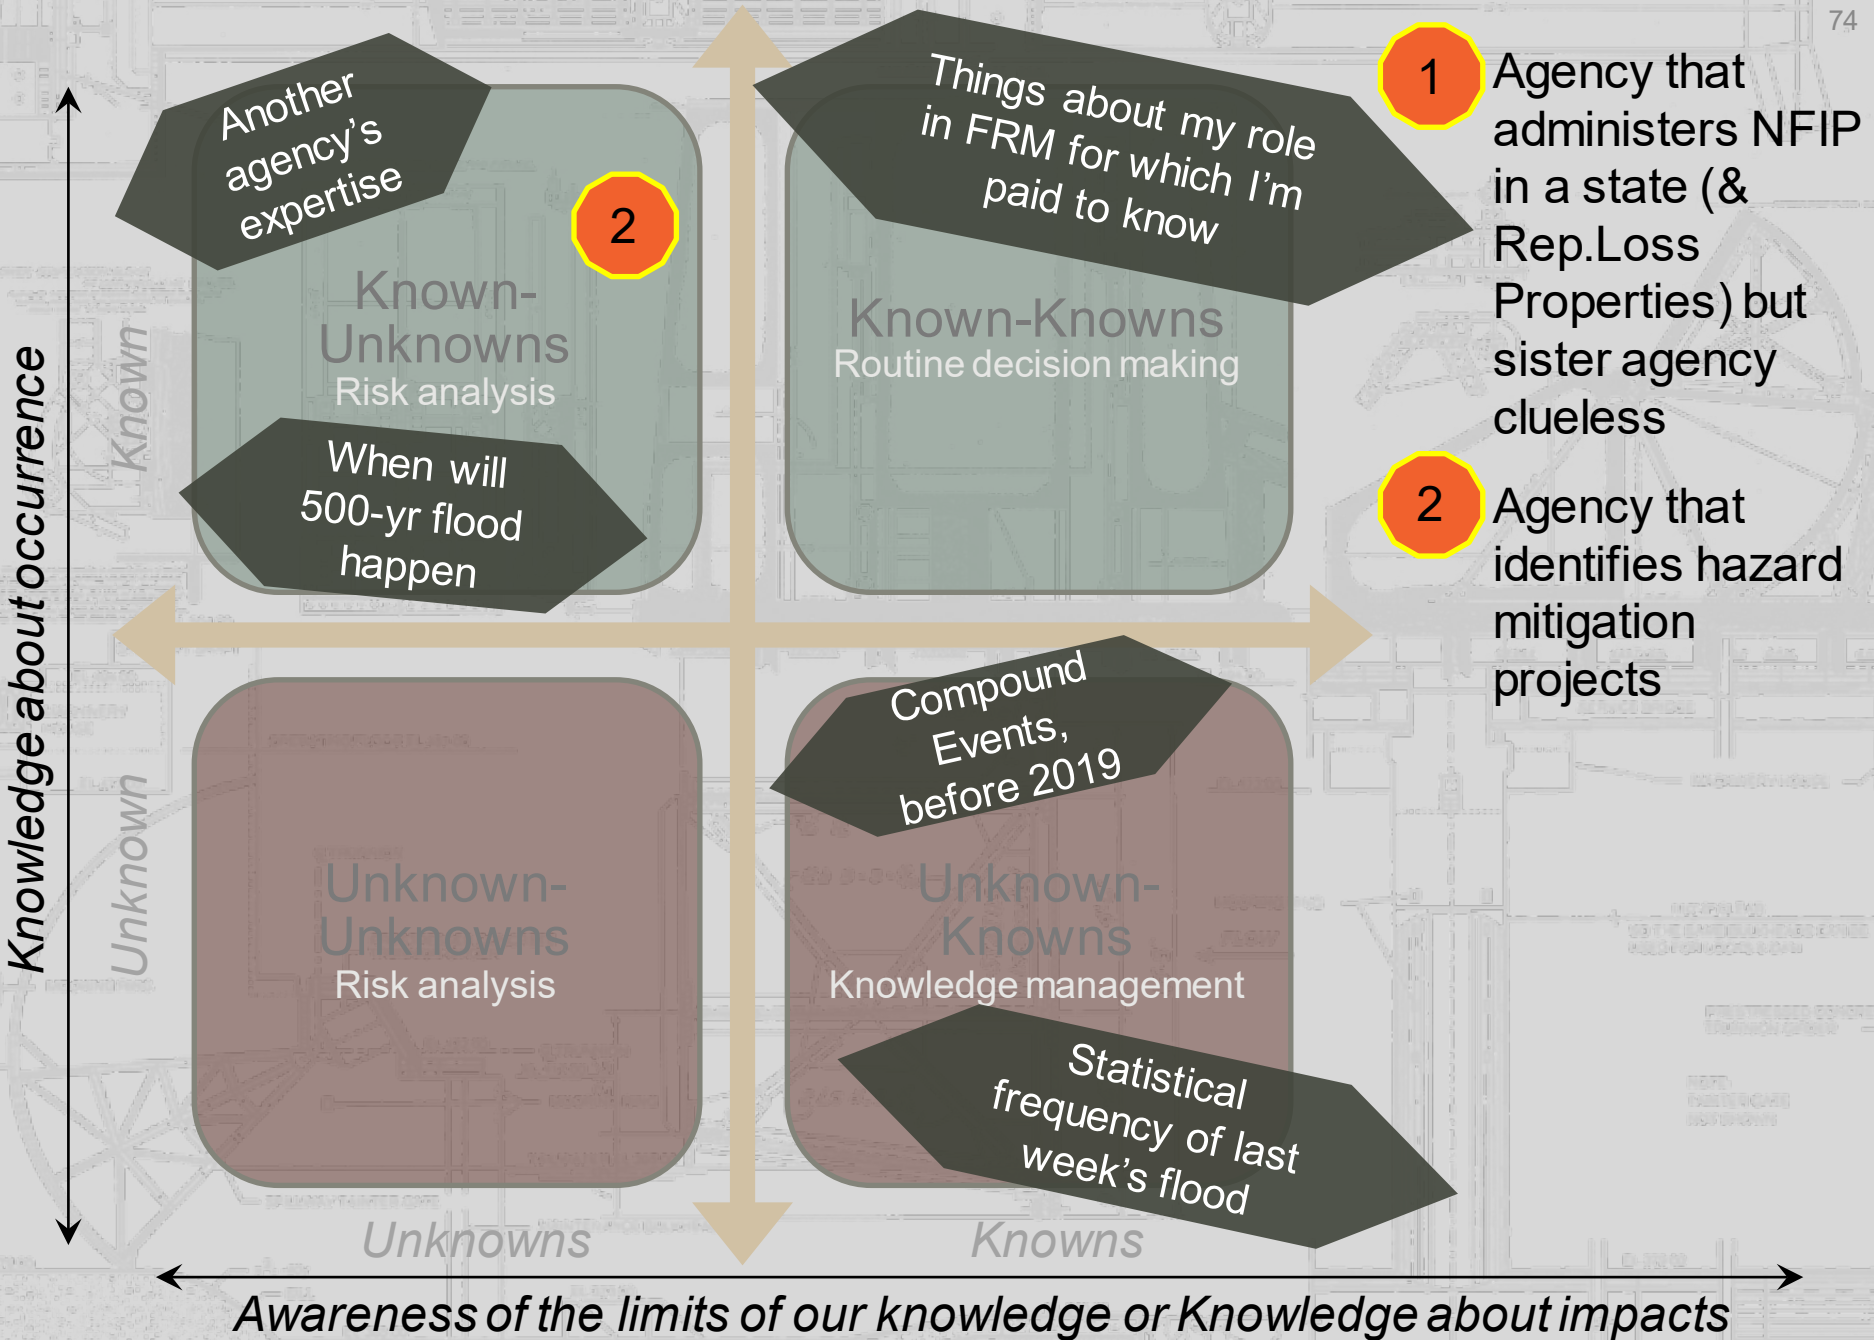 74
Another
agency’s
expertise
2
Known-
Unknowns
Risk analysis
When will
500-yr flood
happen
Things about my role
in FRM for which I’m
paid to know
Known-Knowns
Routine decision making
1
Agency that
administers NFIP
in a state (&
Rep.Loss
Properties) but
sister agency
clueless
2
Agency that
identifies hazard
mitigation
projects
Knowledge about occurrence
Known
Unknown
Unknown-
Unknowns
Risk analysis
Compound
Events,
before 2019
Unknown-
Knowns
Knowledge management
Statistical
frequency of last
week’s flood
Unknowns
Knowns
Awareness of the limits of our knowledge or Knowledge about impacts